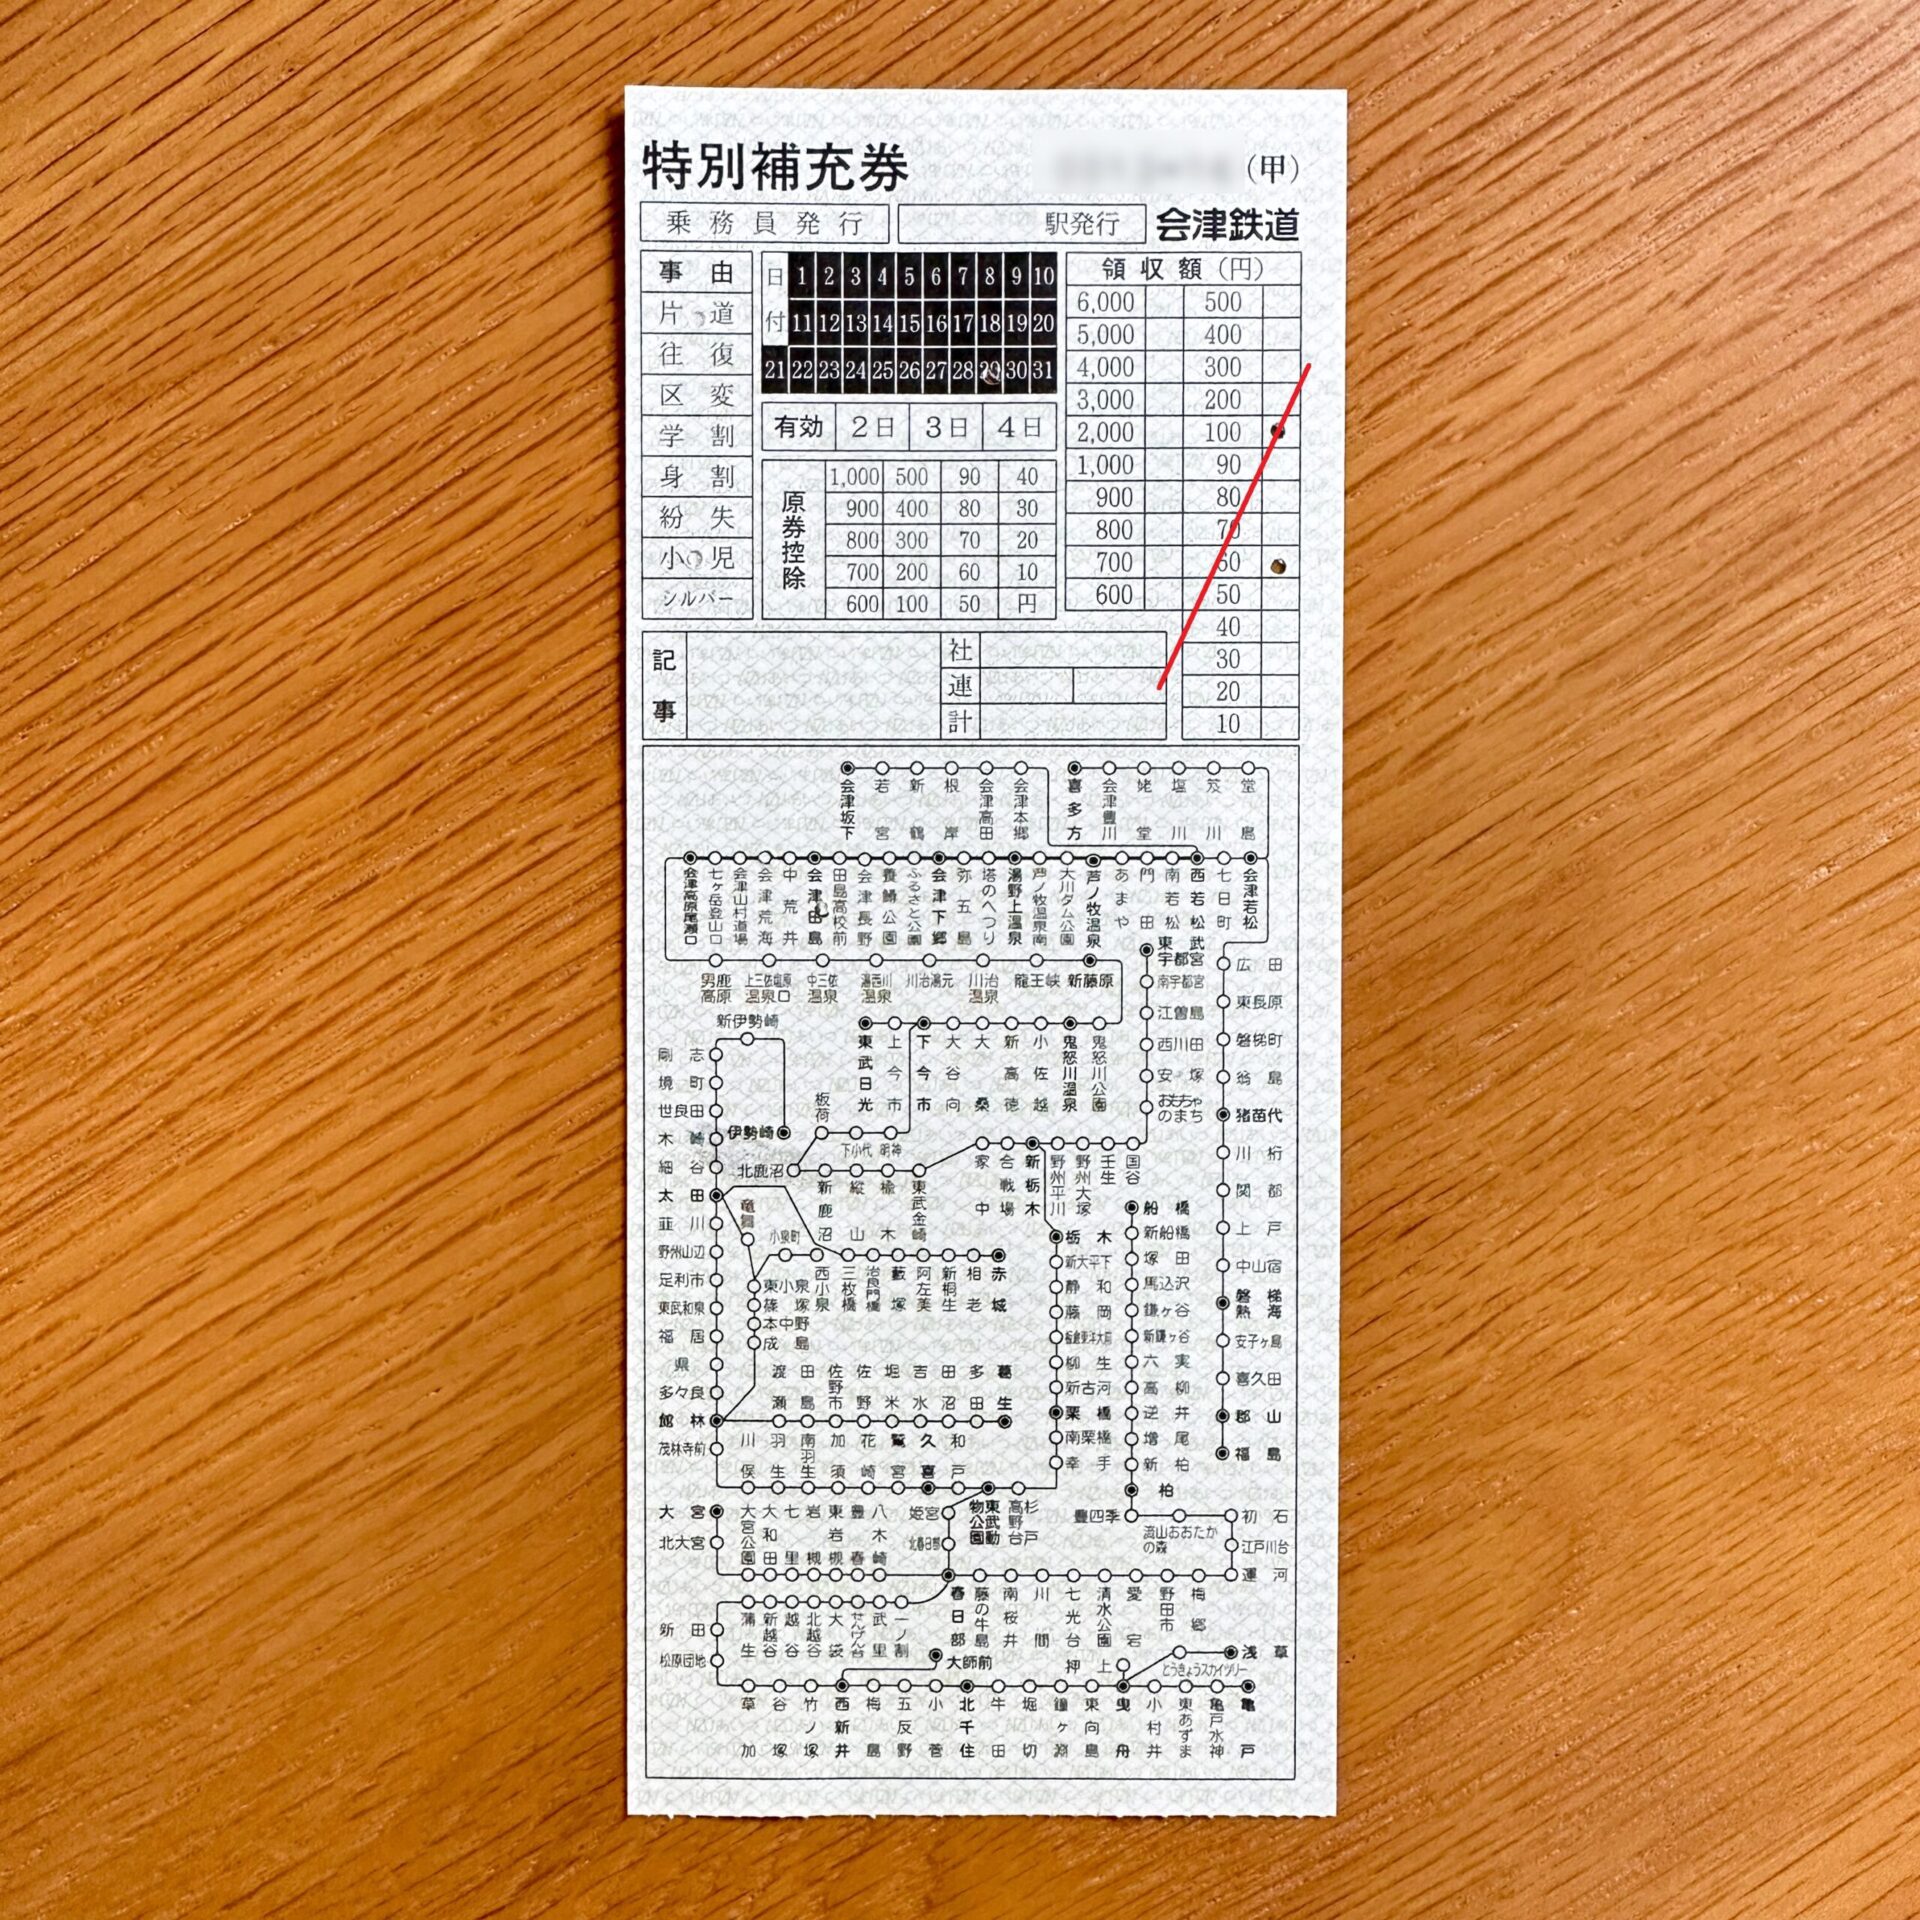 特別補充券 (甲)
乗務員発行 駅発行 会津鉄道
事由
片道
往復
区変
学割
身割
紛失
小児
シルバー
日付 1 2 3 4 5 6 7 8 9 10
11 12 13 14 15 16 17 18 19 20
21 22 23 24 25 26 27 28 29 30 31
有効 2日 3日 4日
原券控除
1,000 500 90 40
900 400 80 30
800 300 70 20
700 200 60 10
600 100 50 円
領収額(円)
6,000 500
5,000 400
4,000 300
3,000 200
2,000 100
1,000 90
900 80
800 70
700 60
600 50
40
30
20
10
記事
社
連
計
会津坂下 若宮 新鶴 根岸 会津高田 会津本郷 喜多方 会津豊川 姥堂 塩川 笈川 堂島
会津高原尾瀬口 七ヶ岳登山口 会津山村道場 会津荒海 中荒井 会津田島 田島高校前 会津長野 養鱒公園 ふるさと公園 会津下郷 弥五島 塔のへつり 湯野上温泉 芦ノ牧温泉南 大川ダム公園 芦ノ牧温泉 あまや 門田 南若松 西若松 七日町 会津若松
男鹿高原 上三依塩原温泉口 中三依温泉 湯西川温泉 川治湯元 川治温泉 龍王峡 新藤原
東武宇都宮
南宇都宮
江曽島
西川田
安塚
おもちゃのまち
広田
東長原
磐梯町
翁島
猪苗代
川桁
関都
上戸
中山宿
磐梯熱海
安子ヶ島
喜久田
郡山
福島
東武日光 上今市 下今市 大谷向 大桑 新高徳 小佐越 鬼怒川温泉 鬼怒川公園
新伊勢崎
剛志
境町
世良田
木崎
細谷
太田
韮川
野州山辺
足利市
東武和泉
福居
県
多々良
館林
茂林寺前
伊勢崎
板荷 下小代 明神
北鹿沼 新鹿沼 樅山 楡木 東武金崎 家中 合戦場 新栃木 野州平川 野州大塚 壬生 国谷
竜舞
小泉町 西小泉 三枚橋 治良門橋 藪塚 阿左美 新桐生 相老 赤城
東小泉
篠塚
本中野
成島
栃木
新大平下
静和
藤岡
板倉東洋大前
柳生
新古河
栗橋
南栗橋
幸手
船橋
新船橋
塚田
馬込沢
鎌ヶ谷
新鎌ヶ谷
六実
高柳
逆井
増尾
新柏
柏
豊四季 流山おおたかの森 初石
江戸川台
運河
渡瀬 田島 佐野市 佐野 堀米 吉水 田沼 多田 葛生
川俣 羽生 南羽生 加須 花崎 鷲宮 久喜 和戸
東武動物公園 杉戸高野台
姫宮
北春日部
大宮
北大宮
大宮公園 大和田 七里 岩槻 東岩槻 豊春 八木崎
春日部 藤の牛島 南桜井 川間 七光台 清水公園 愛宕 野田市 梅郷
新田
松原団地
蒲生 新越谷 越谷 北越谷 大袋 せんげん台 武里 一ノ割
大師前 押上 とうきょうスカイツリー 浅草
草加 谷塚 竹ノ塚 西新井 梅島 五反野 小菅 北千住 牛田 堀切 鐘ヶ淵 東向島 曳舟 小村井 東あずま 亀戸水神 亀戸